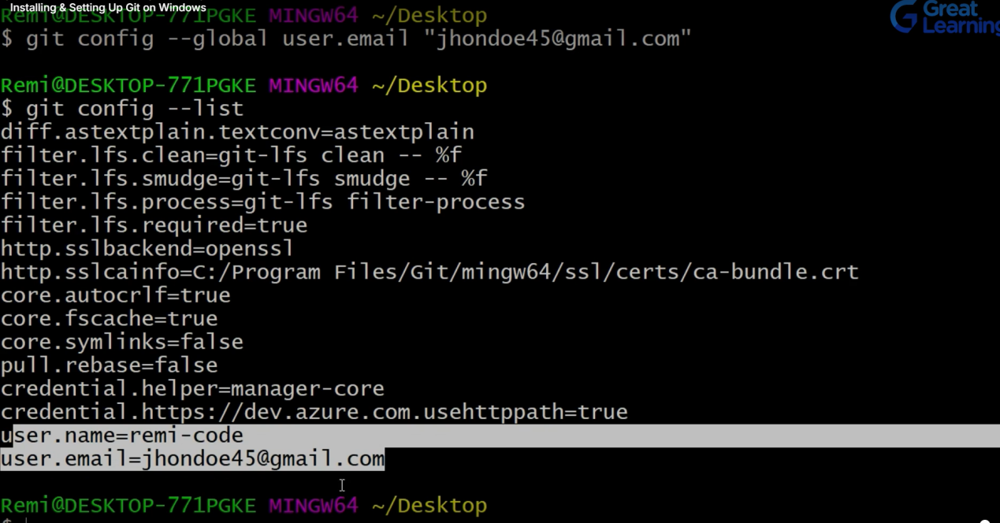 Installing & Setting Up Git on Windows
Remi@DESKTOP-771PGKE MINGW64 ~/Desktop
Great Learning
$ git config --global user.email "jhondoe45@gmail.com"
Remi@DESKTOP-771PGKE MINGW64 ~/Desktop
$ git config --list
diff.astextplain.textconv=astextplain
filter.lfs.clean=git-lfs clean -- %f
filter.lfs.smudge=git-lfs smudge -- %f
filter.lfs.process=git-lfs filter-process
filter.lfs.required=true
http.sslbackend=openssl
http.sslcainfo=C:/Program Files/Git/mingw64/ssl/certs/ca-bundle.crt
core.autocrlf=true
core.fscache=true
core.symlinks=false
pull.rebase=false
credential.helper=manager-core
credential.https://dev.azure.com.usehttppath=true
user.name=remi-code
user.email=jhondoe45@gmail.com
Remi@DESKTOP-771PGKE MINGW64 ~/Desktop
$